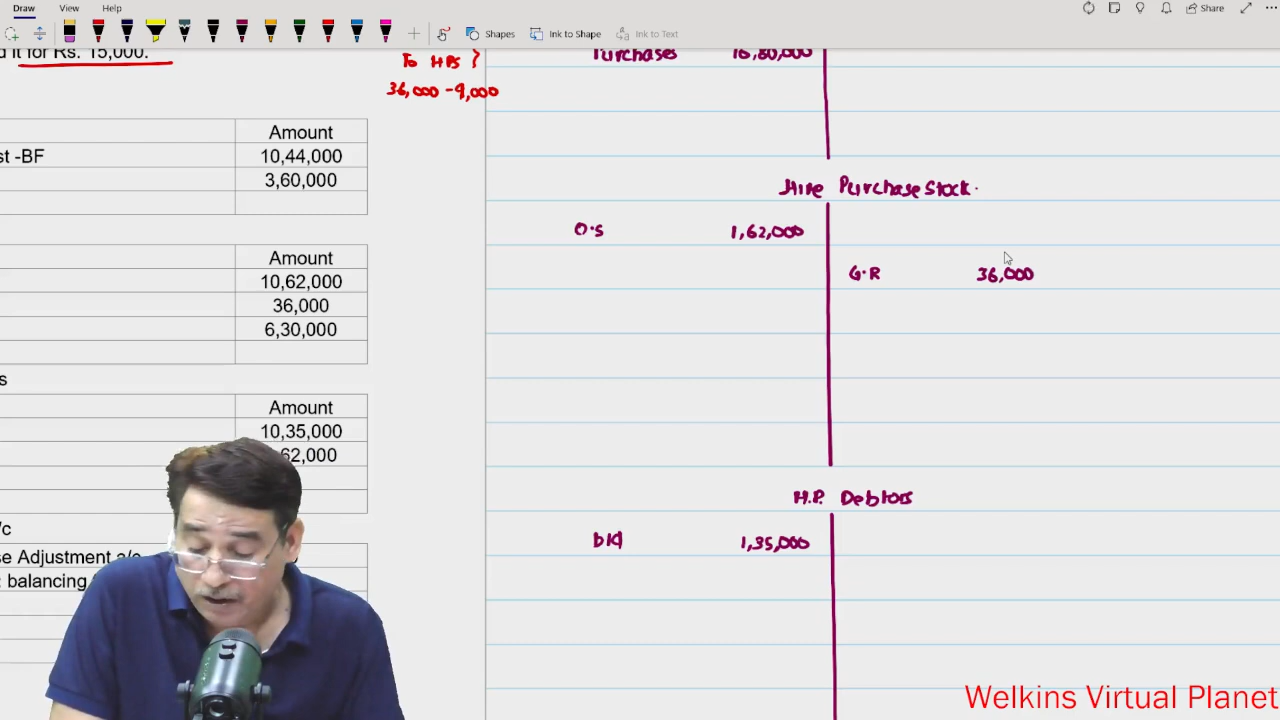 Draw View Help
Share
Shapes Ink to Shape Ink to Text
d it for Rs. 15,000.
To HPS
36,000 - 9,000
Purchases
Amount
st -BF 10,44,000
3,60,000
Hire Purchase Stock.
O.S 1,62,000
G.R 36,000
Amount
10,62,000
36,000
6,30,000
s
Amount
10,35,000
62,000
H.P. Debtors
b/d 1,35,000
/c
se Adjustment a/c
: balancing
Welkins Virtual Planet